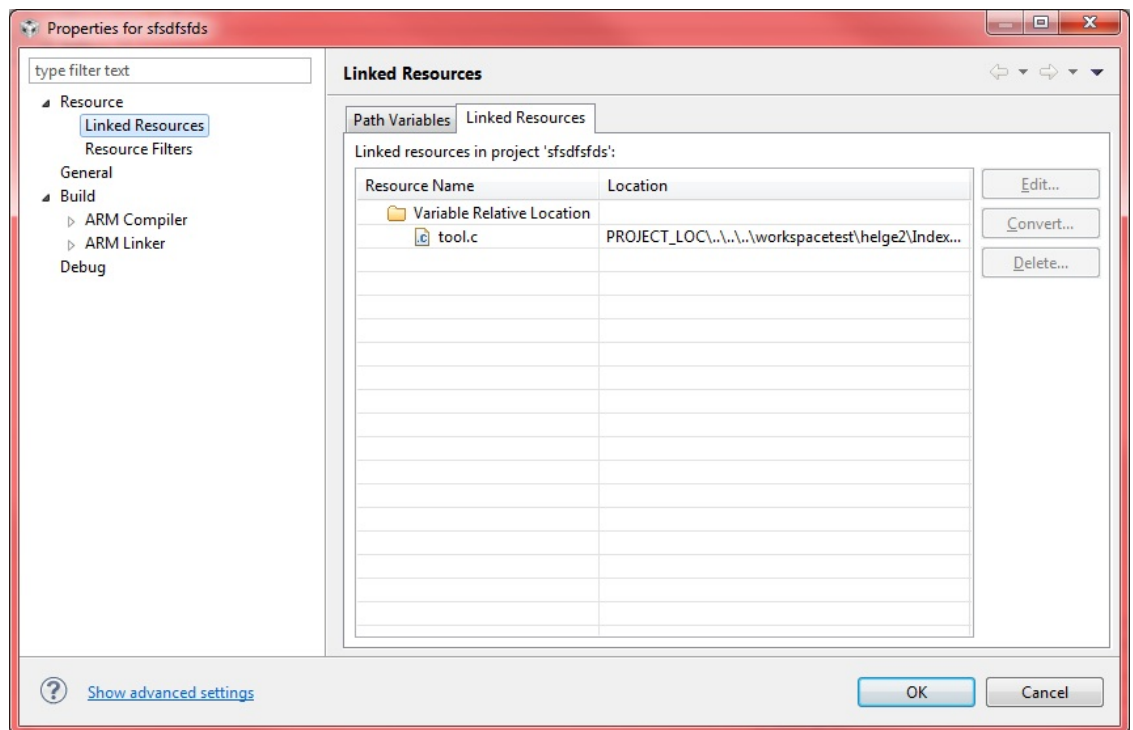 Properties for sfsdfsfds
type filter text
Resource
Linked Resources
Resource Filters
General
Build
ARM Compiler
ARM Linker
Debug
Linked Resources
Path Variables Linked Resources
Linked resources in project 'sfsdfsfds':
Resource Name Location
Variable Relative Location
tool.c PROJECT_LOC\..\..\..\workspacetest\helge2\Index...
Edit...
Convert...
Delete...
Show advanced settings
OK Cancel